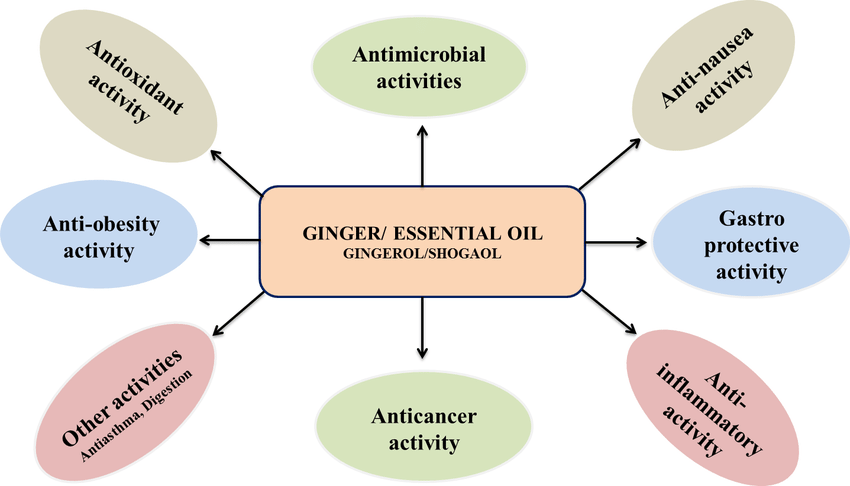 Antioxidant
activity
Antimicrobial
activities
Anti-nausea
activity
Anti-obesity
activity
GINGER/ ESSENTIAL OIL
GINGEROL/SHOGAOL
Gastro
protective
activity
Other activities
Antiasthma, Digestion
Anticancer
activity
Anti-
inflammatory
activity